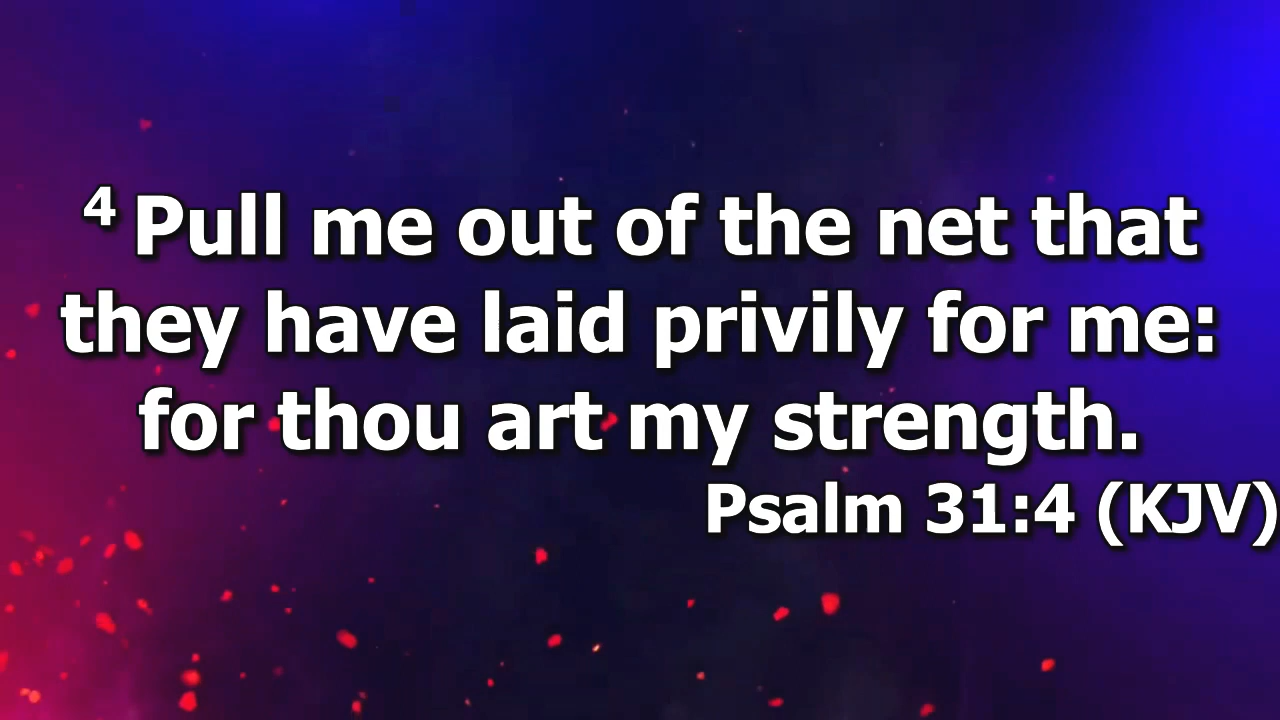 4 Pull me out of the net that
they have laid privily for me:
for thou art my strength.
Psalm 31:4 (KJV)